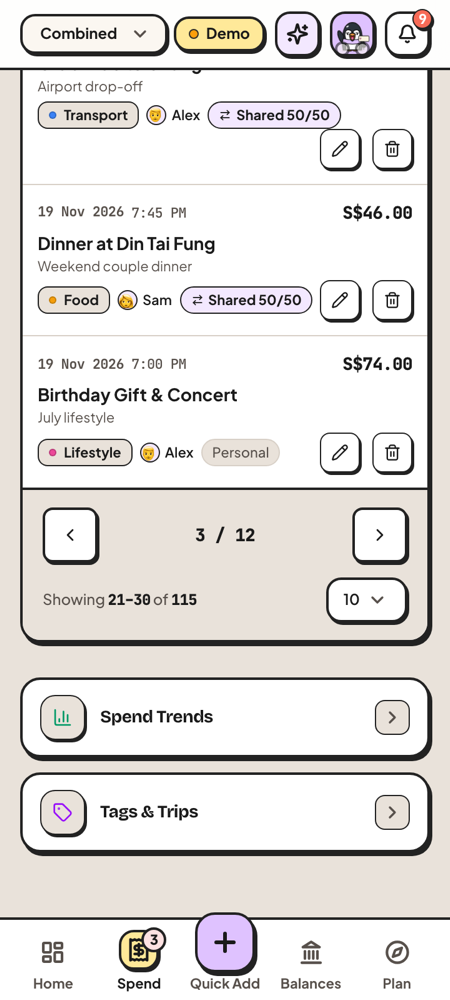 Combined
Demo
9
Airport drop-off
Transport Alex Shared 50/50
19 Nov 2026 7:45 PM S$46.00
Dinner at Din Tai Fung
Weekend couple dinner
Food Sam Shared 50/50
19 Nov 2026 7:00 PM S$74.00
Birthday Gift & Concert
July lifestyle
Lifestyle Alex Personal
3 / 12
Showing 21–30 of 115 10
Spend Trends
Tags & Trips
3
Home Spend Quick Add Balances Plan